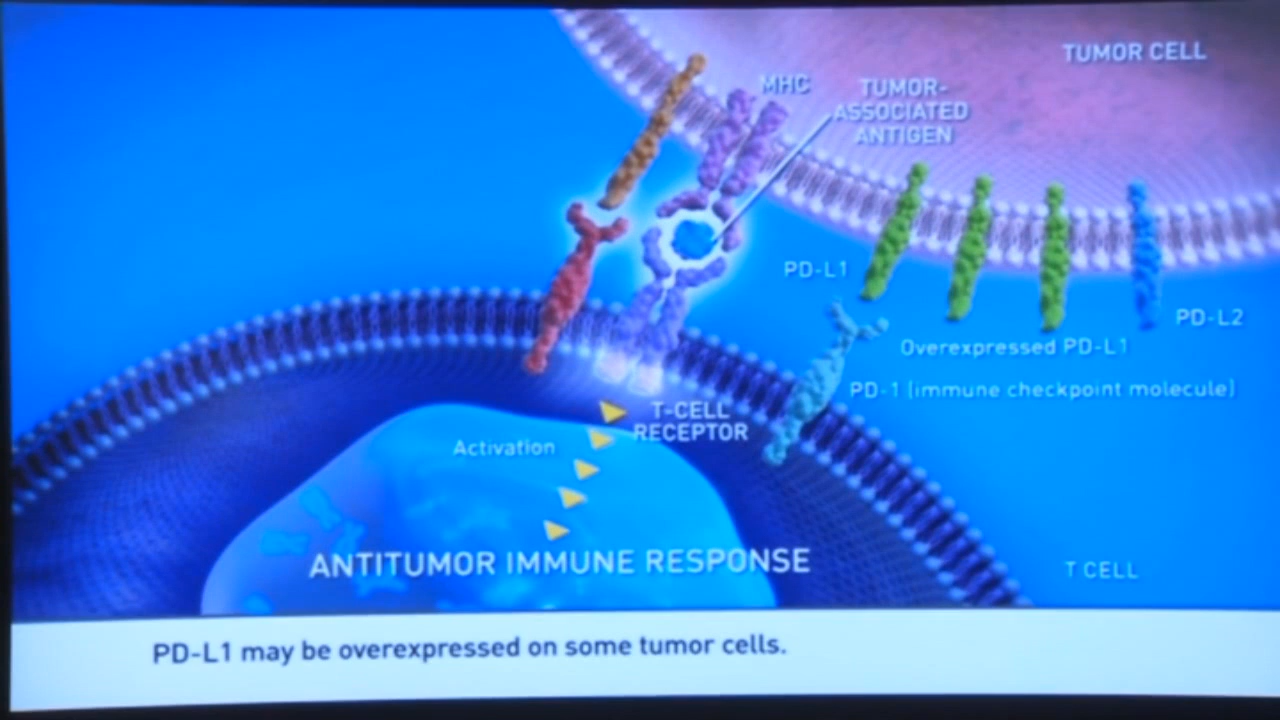 TUMOR CELL
MHC
TUMOR-
ASSOCIATED
ANTIGEN
PD-L1
PD-L2
Overexpressed PD-L1
PD-1 (immune checkpoint molecule)
T-CELL
RECEPTOR
Activation
ANTITUMOR IMMUNE RESPONSE
T CELL
PD-L1 may be overexpressed on some tumor cells.